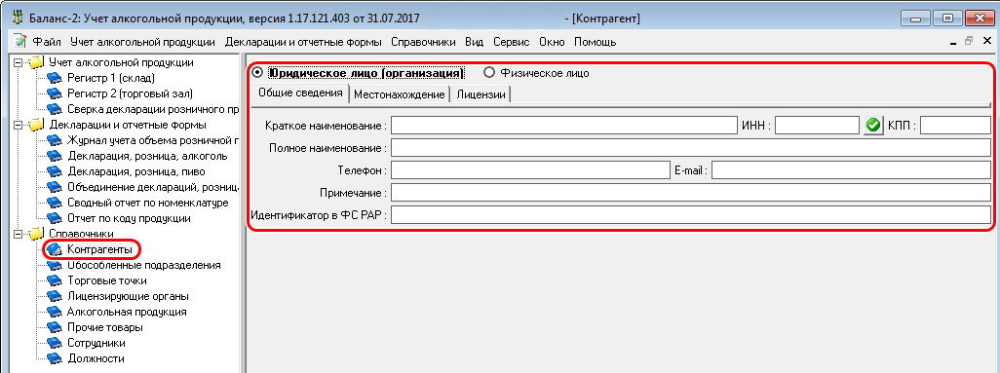 Баланс-2: Учет алкогольной продукции, версия 1.17.121.403 от 31.07.2017 - [Контрагент]
Файл Учет алкогольной продукции Декларации и отчетные формы Справочники Вид Сервис Окно Помощь
Учет алкогольной продукции
Регистр 1 (склад)
Регистр 2 (торговый зал)
Сверка декларации розничного пр
Декларации и отчетные формы
Журнал учета объема розничной г
Декларация, розница, алкоголь
Декларация, розница, пиво
Объединение деклараций, розница
Сводный отчет по номенклатуре
Отчет по коду продукции
Справочники
Контрагенты
Обособленные подразделения
Торговые точки
Лицензирующие органы
Алкогольная продукция
Прочие товары
Сотрудники
Должности
Юридическое лицо (организация) Физическое лицо
Общие сведения Местонахождение Лицензии
Краткое наименование : ИНН : КПП :
Полное наименование :
Телефон : E-mail :
Примечание :
Идентификатор в ФС РАР :